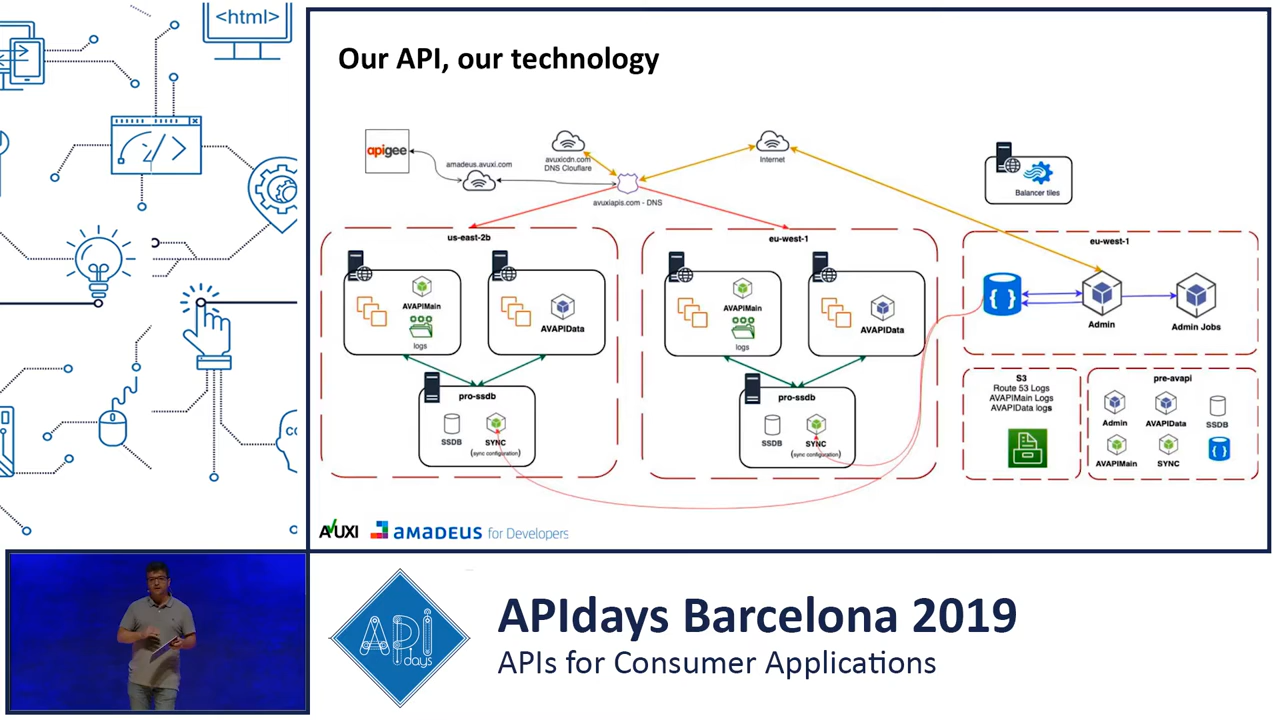 <html>
Our API, our technology
apigee
amadeus.avuxi.com
avuxicdn.com
DNS Cloulflare
avuxiapis.com - DNS
Internet
Balancer tiles
us-east-2b
AVAPIMain
logs
AVAPIData
pro-ssdb
SSDB
SYNC
(sync configuration)
eu-west-1
AVAPIMain
logs
AVAPIData
pro-ssdb
SSDB
SYNC
(sync configuration)
eu-west-1
Admin
Admin Jobs
S3
Route 53 Logs
AVAPIMain Logs
AVAPIData logs
pre-avapi
Admin
AVAPIData
SSDB
AVAPIMain
SYNC
AVUXI
amadeus for Developers
API
days
APIdays Barcelona 2019
APIs for Consumer Applications